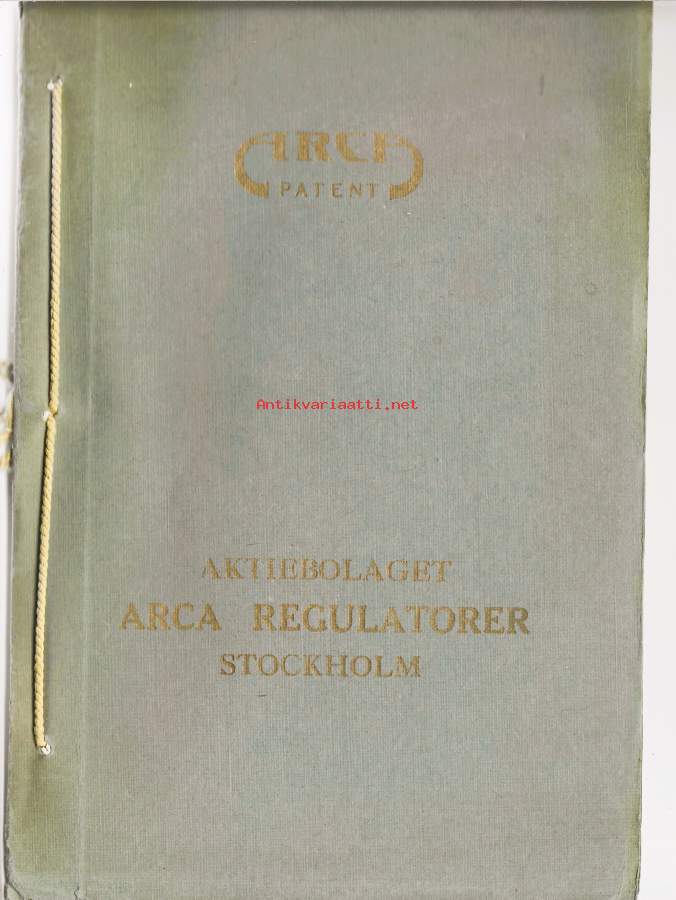 ARCA
PATENT
Antikvariaatti.net
AKTIEBOLAGET
ARCA REGULATORER
STOCKHOLM